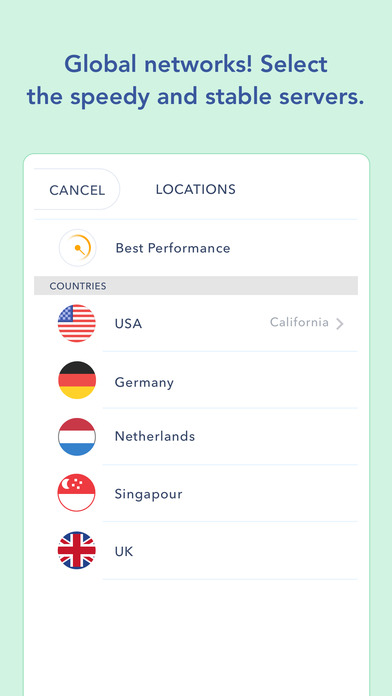 Global networks! Select
the speedy and stable servers.
CANCEL
LOCATIONS
Best Performance
COUNTRIES
USA
California
Germany
Netherlands
Singapour
UK